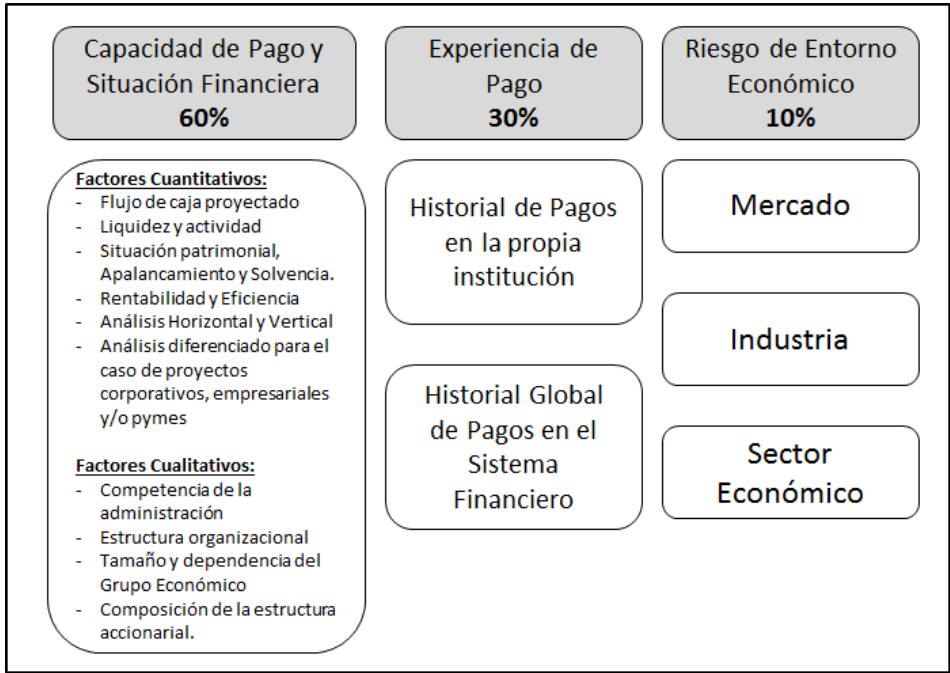 Capacidad de Pago y
Situación Financiera
60%
Factores Cuantitativos:
- Flujo de caja proyectado
- Liquidez y actividad
- Situación patrimonial,
Apalancamiento y Solvencia.
- Rentabilidad y Eficiencia
- Análisis Horizontal y Vertical
- Análisis diferenciado para el
caso de proyectos
corporativos, empresariales
y/o pymes
Factores Cualitativos:
- Competencia de la
administración
- Estructura organizacional
- Tamaño y dependencia del
Grupo Económico
- Composición de la estructura
accionarial.
Experiencia de
Pago
30%
Historial de Pagos
en la propia
institución
Historial Global
de Pagos en el
Sistema
Financiero
Riesgo de Entorno
Económico
10%
Mercado
Industria
Sector
Económico